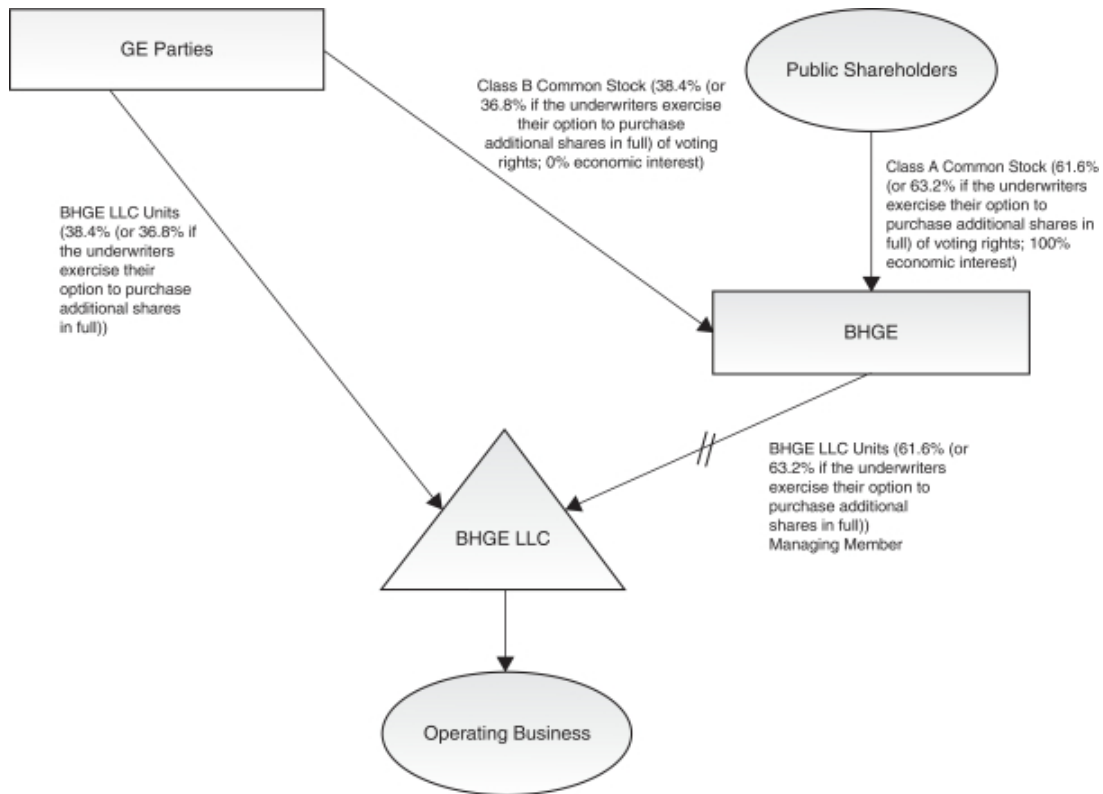 GE Parties
Public Shareholders
Class B Common Stock (38.4% (or
36.8% if the underwriters exercise
their option to purchase
additional shares in full) of voting
rights; 0% economic interest)
Class A Common Stock (61.6%
(or 63.2% if the underwriters
exercise their option to
purchase additional shares in
full) of voting rights; 100%
economic interest)
BHGE LLC Units
(38.4% (or 36.8% if
the underwriters
exercise their
option to purchase
additional shares
in full))
BHGE
BHGE LLC Units (61.6% (or
63.2% if the underwriters
exercise their option to
purchase additional
shares in full))
Managing Member
BHGE LLC
Operating Business